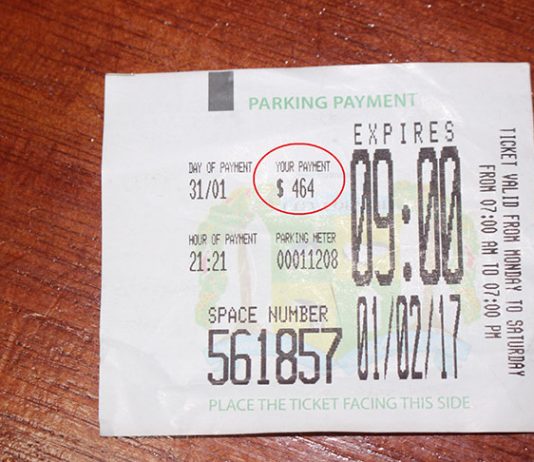 PARKING PAYMENT
EXPIRES
DAY OF PAYMENT
31/01
YOUR PAYMENT
$ 464
09:00
HOUR OF PAYMENT
21:21
PARKING METER
00011208
SPACE NUMBER
561857
01/02/17
PLACE THE TICKET FACING THIS SIDE
TICKET VALID FROM MONDAY TO SATURDAY
FROM 07:00 AM TO 07:00 PM